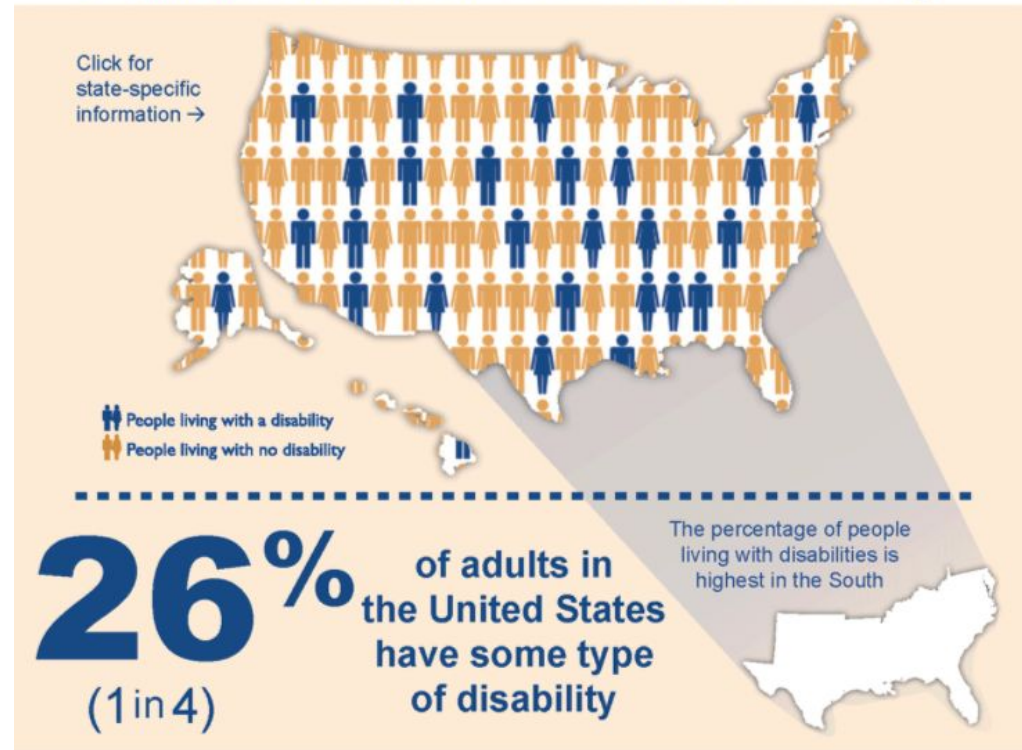 Click for
state-specific
information →
People living with a disability
People living with no disability
26%
(1 in 4)
of adults in
the United States
have some type
of disability
The percentage of people
living with disabilities is
highest in the South